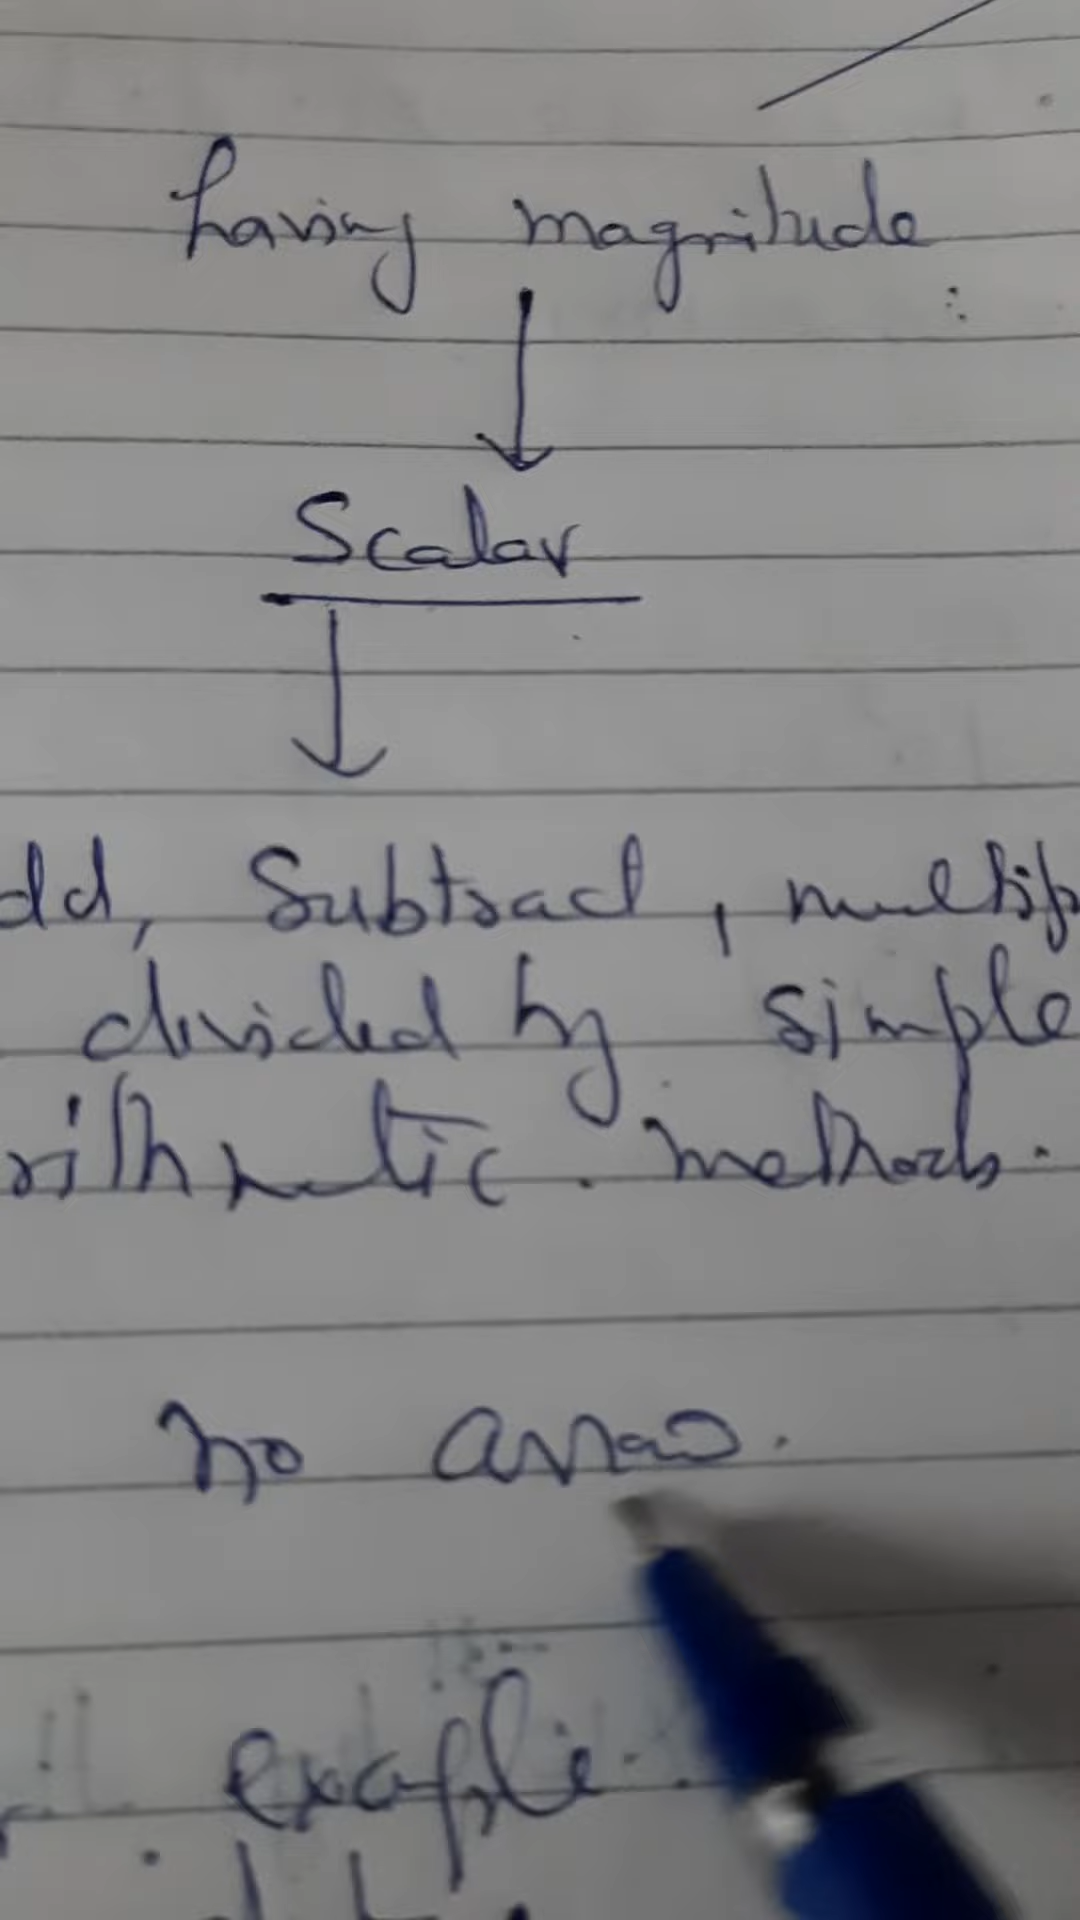 having magnitude
Scalar
dd, Subtract, multip
divided by simple
rithmetic. methods.
no arrow.
example.